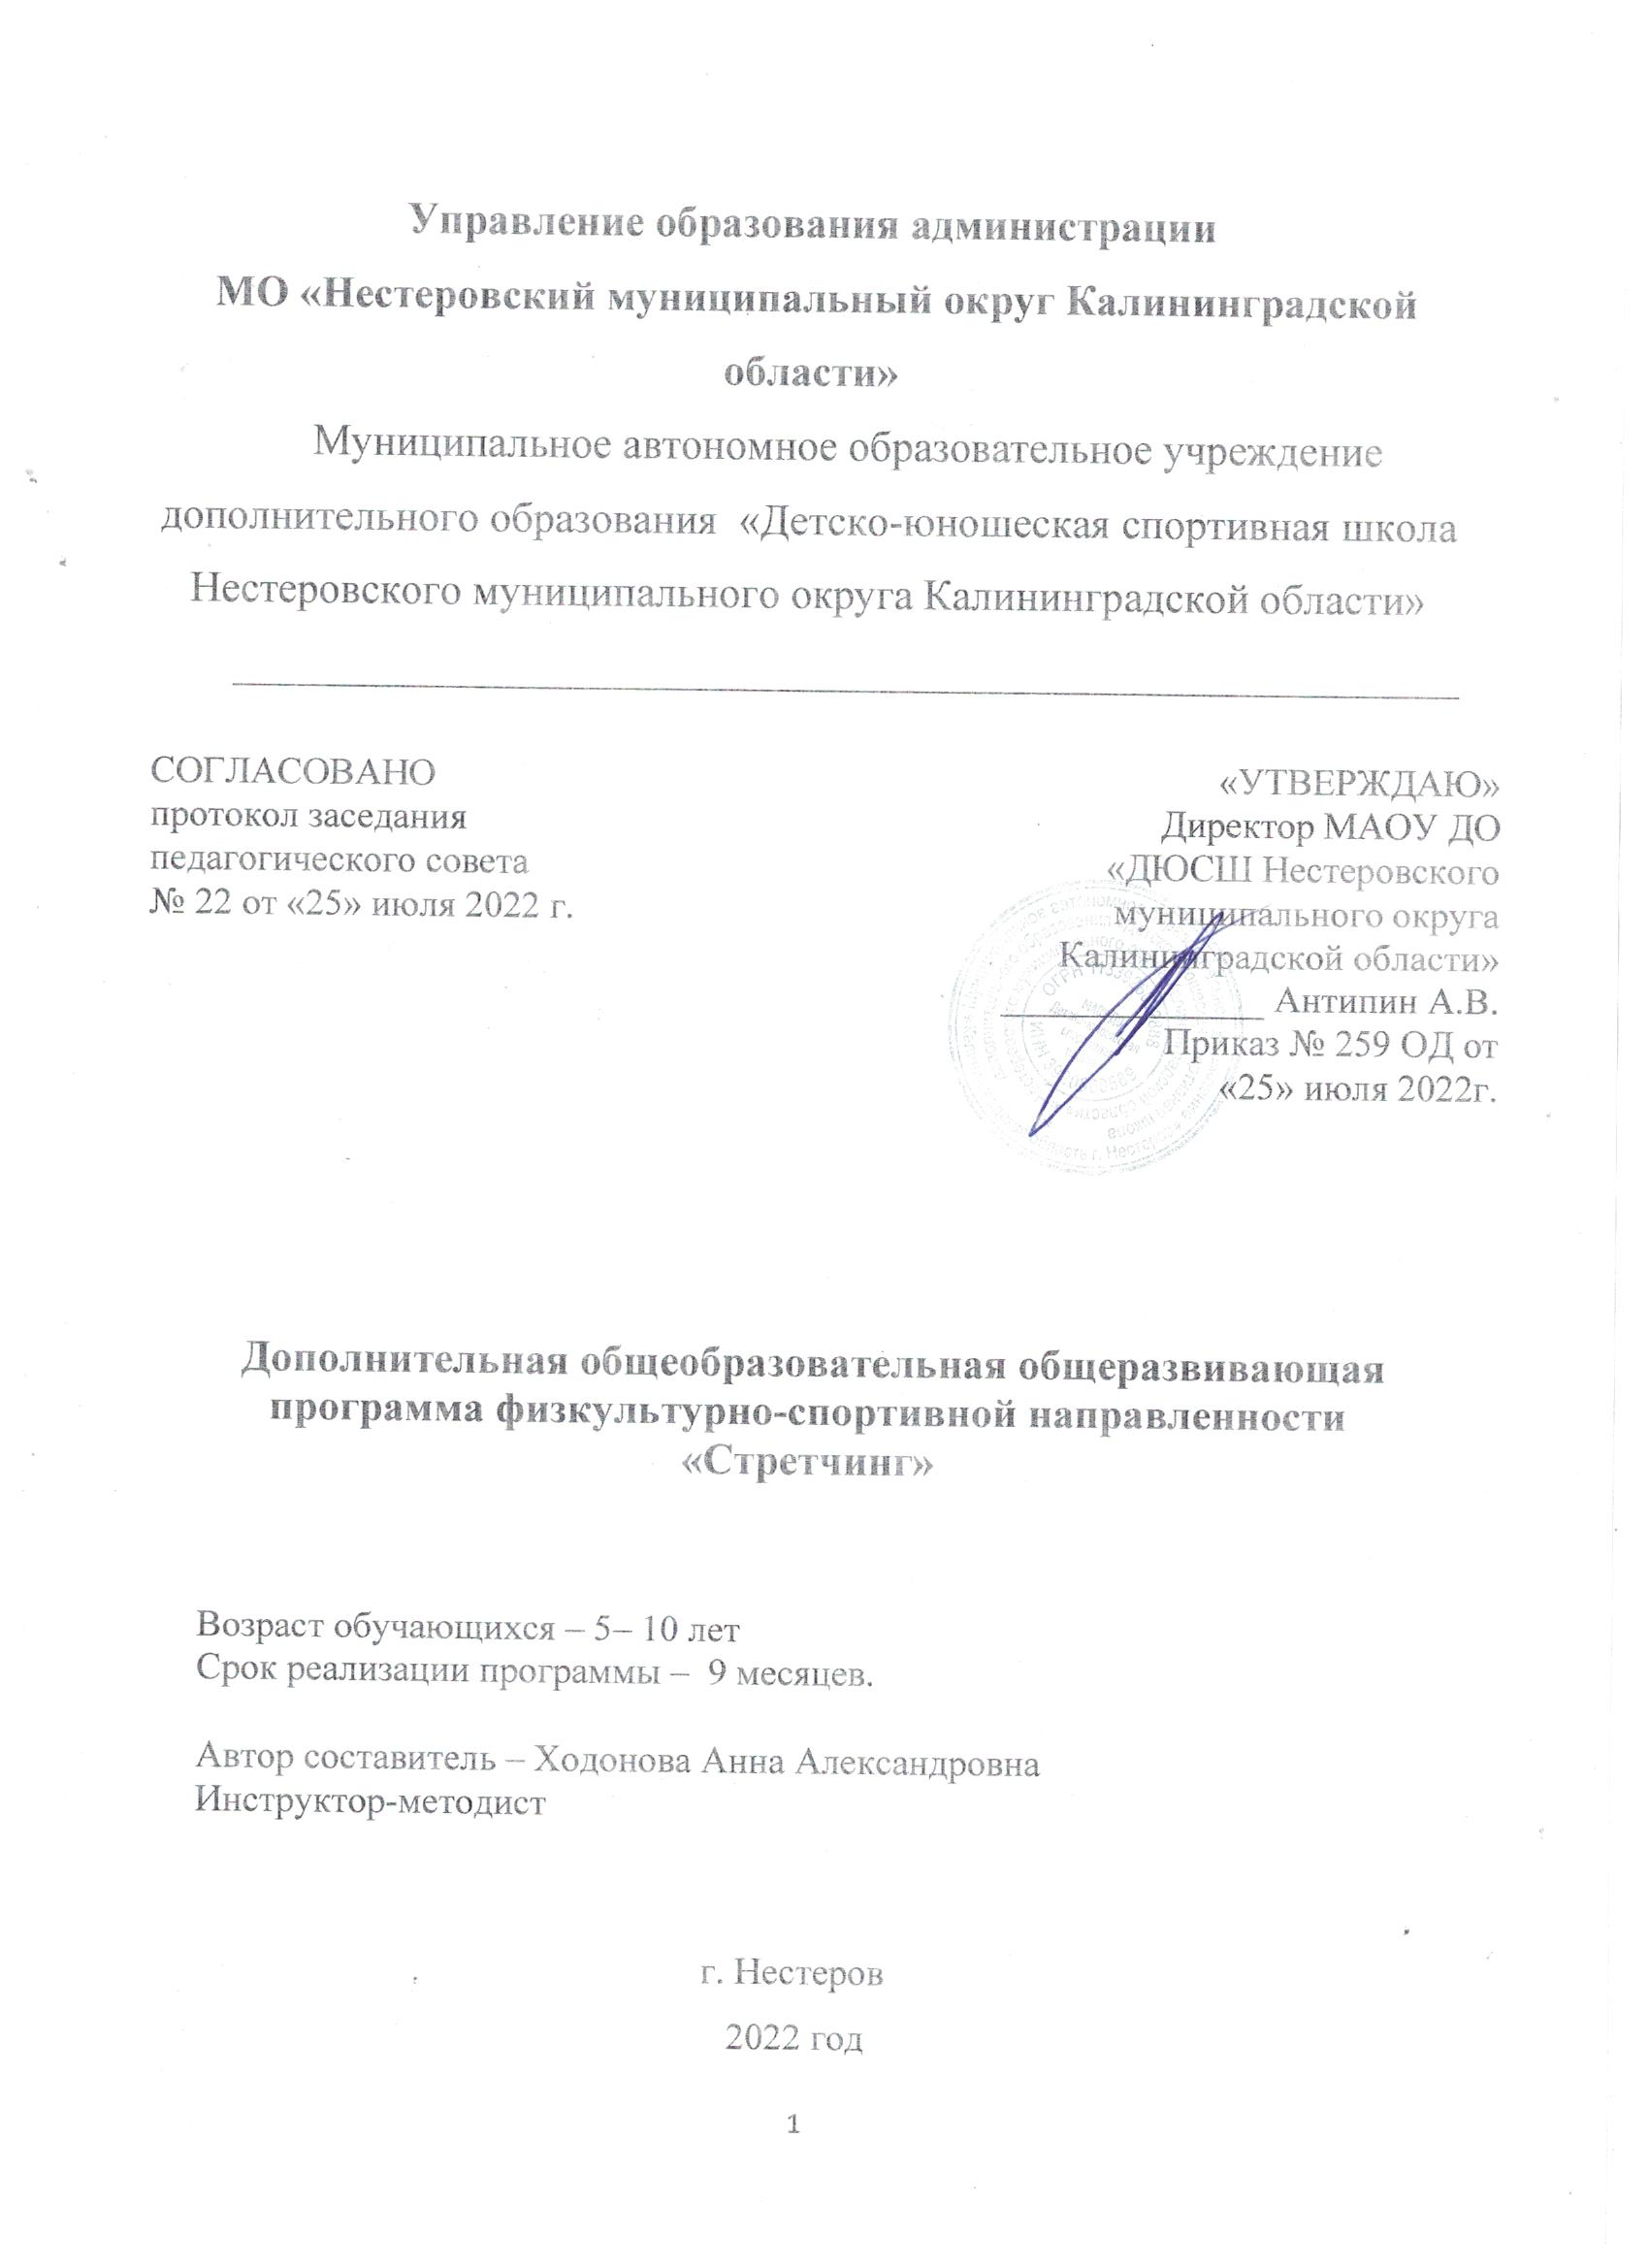 Управление образования администрации
МО «Нестеровский муниципальный округ Калининградской
области»
Муниципальное автономное образовательное учреждение
дополнительного образования «Детско-юношеская спортивная школа
Нестеровского муниципального округа Калининградской области»
СОГЛАСОВАНО
протокол заседания
педагогического совета
№ 22 от «25» июля 2022 г.
«УТВЕРЖДАЮ»
Директор МАОУ ДО
«ДЮСШ Нестеровского
муниципального округа
Калининградской области»
______________ Антипин А.В.
Приказ № 259 ОД от
«25» июля 2022г.
ОГРН
Дополнительная общеобразовательная общеразвивающая
программа физкультурно-спортивной направленности
«Стретчинг»
Возраст обучающихся – 5– 10 лет
Срок реализации программы – 9 месяцев.
Автор составитель – Ходонова Анна Александровна
Инструктор-методист
г. Нестеров
2022 год
1